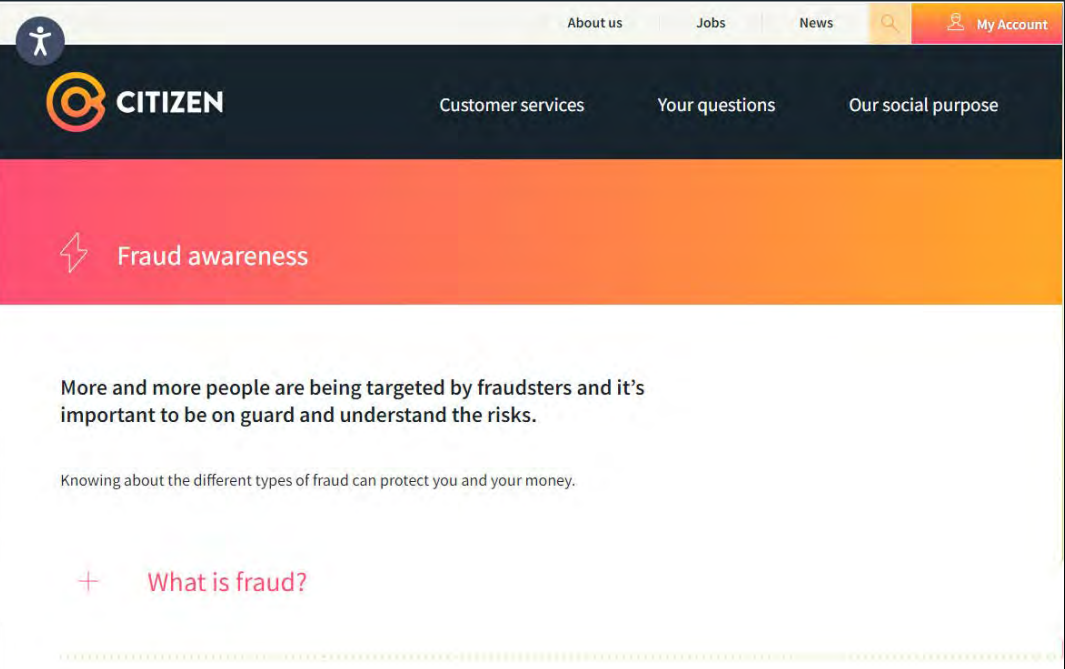 About us
Jobs
News
My Account
CITIZEN
Customer services
Your questions
Our social purpose
Fraud awareness
More and more people are being targeted by fraudsters and it’s
important to be on guard and understand the risks.
Knowing about the different types of fraud can protect you and your money.
What is fraud?